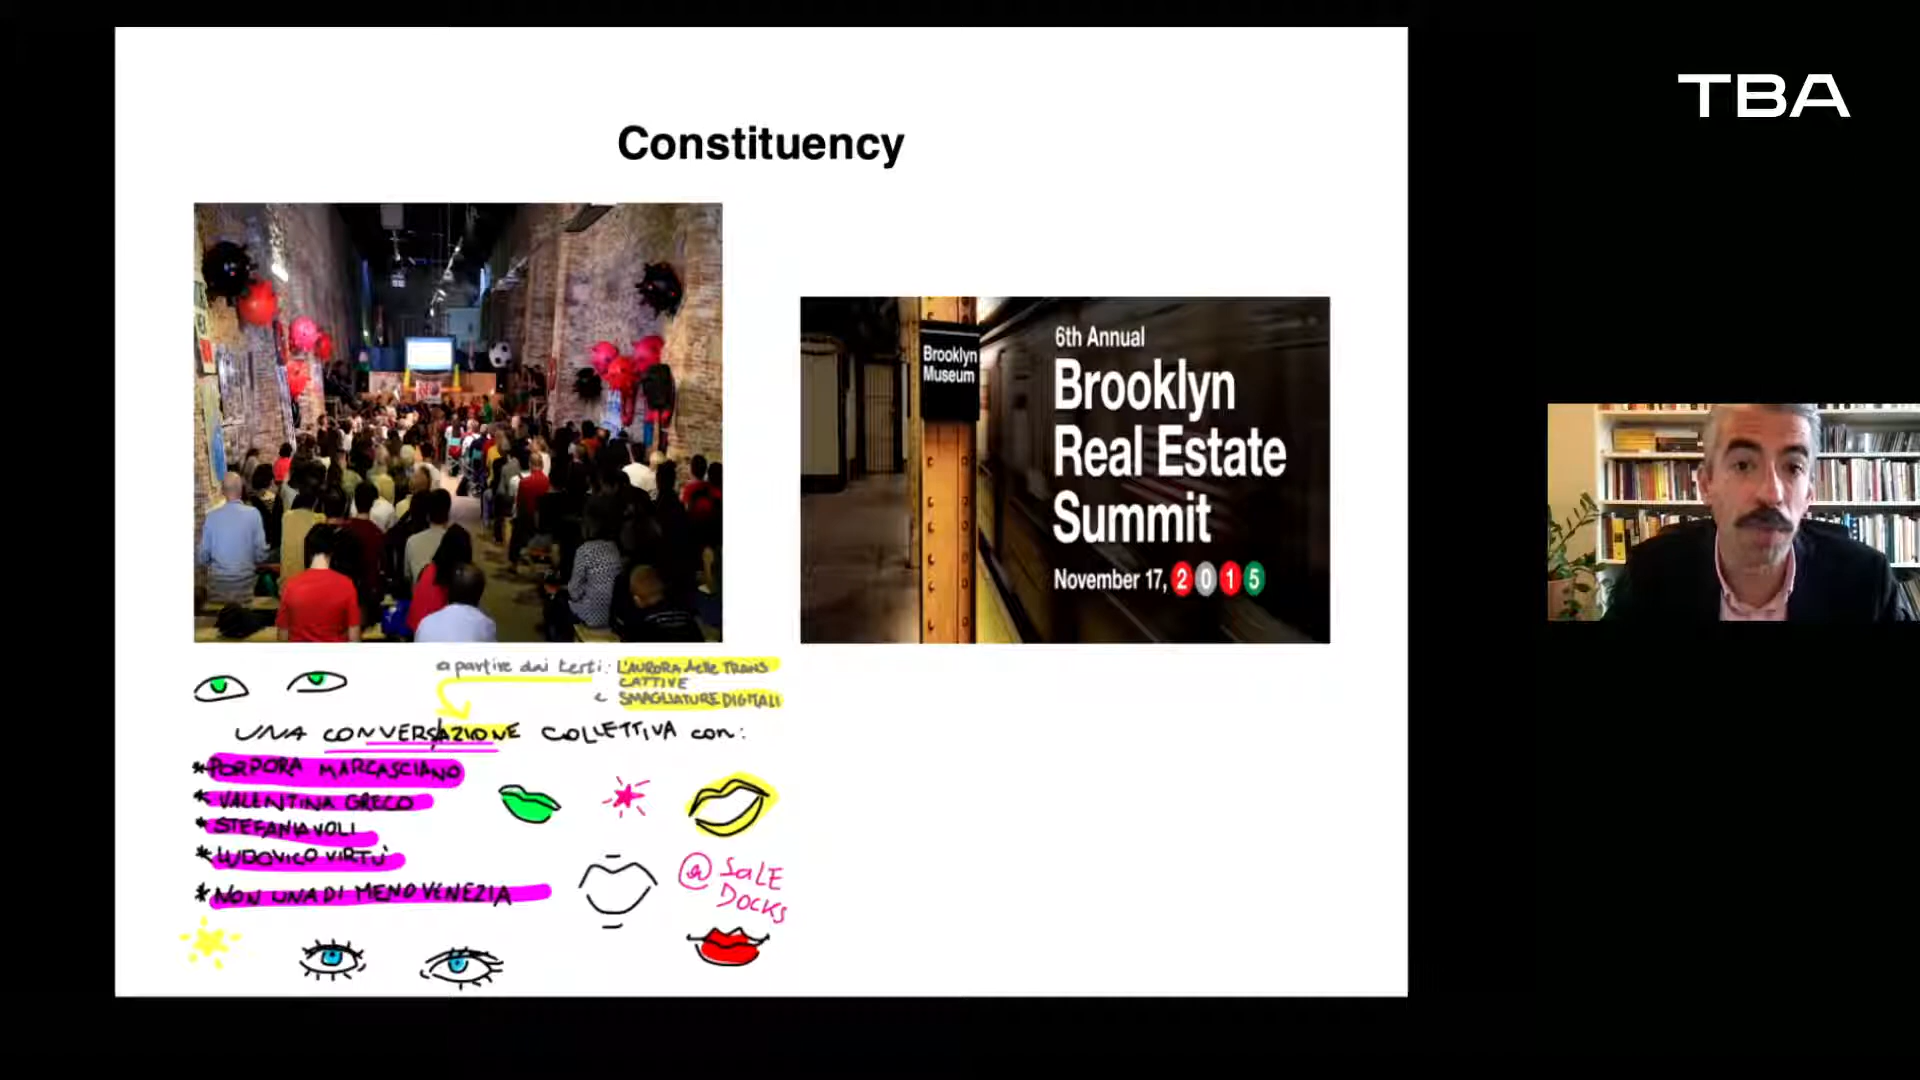 TBA
Constituency
Brooklyn
Museum
6th Annual
Brooklyn
Real Estate
Summit
November 17, 2015
a partire dai testi: L'AURORA delle TRANS
CATTIVE
e SMAGLIATURE DIGITALI
UNA CONVERSAZIONE COLLETTIVA con:
*PORPORA MARCASCIANO
*VALENTINA GRECO
*STEFANIA VOLI
*LUDOVICO VIRTÙ
*NON UNA DI MENO VENEZIA
@ SALE
DOCKS